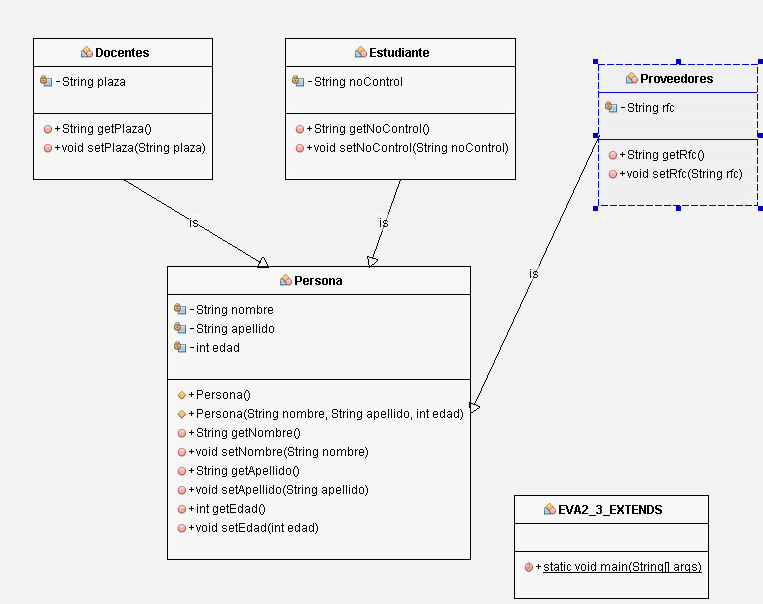 Docentes
- String plaza
+ String getPlaza()
+void setPlaza(String plaza)
Estudiante
- String noControl
+ String getNoControl()
+void setNoControl(String noControl)
Proveedores
- String rfc
+ String getRfc()
+void setRfc(String rfc)
is
is
is
Persona
- String nombre
- String apellido
- int edad
+ Persona()
+ Persona(String nombre, String apellido, int edad)
+ String getNombre()
+void setNombre(String nombre)
+ String getApellido()
+void setApellido(String apellido)
+ int getEdad()
+void setEdad(int edad)
EVA2_3_EXTENDS
+ static void main(String[] args)